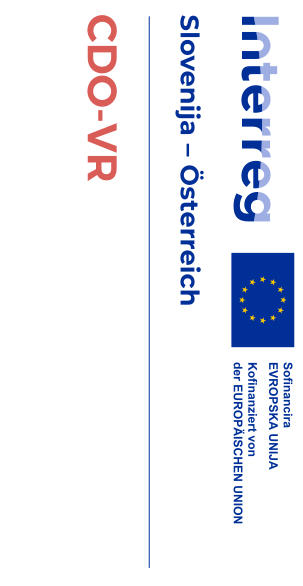 Interreg
Sofinancira
EVROPSKA UNIJA
Kofinanziert von
der EUROPÄISCHEN UNION
Slovenija – Österreich
CDO-VR